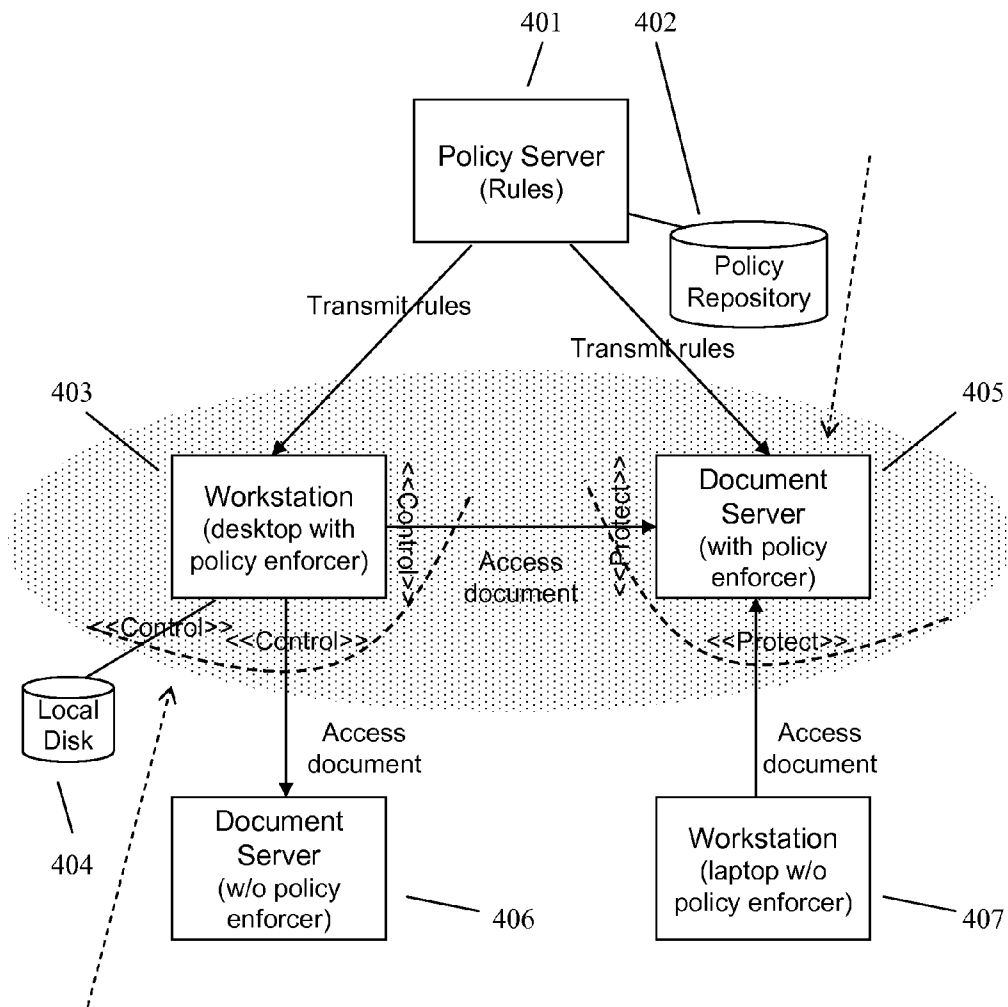 401
402
Policy Server
(Rules)
Policy
Repository
Transmit rules
Transmit rules
403
405
Workstation
(desktop with
policy enforcer)
<<Control>>
<<Protect>>
Document
Server
(with policy
enforcer)
Access
document
<<Control>>
<<Control>>
<<Protect>>
Local
Disk
Access
document
Access
document
404
Document
Server
(w/o policy
enforcer)
406
Workstation
(laptop w/o
policy enforcer)
407